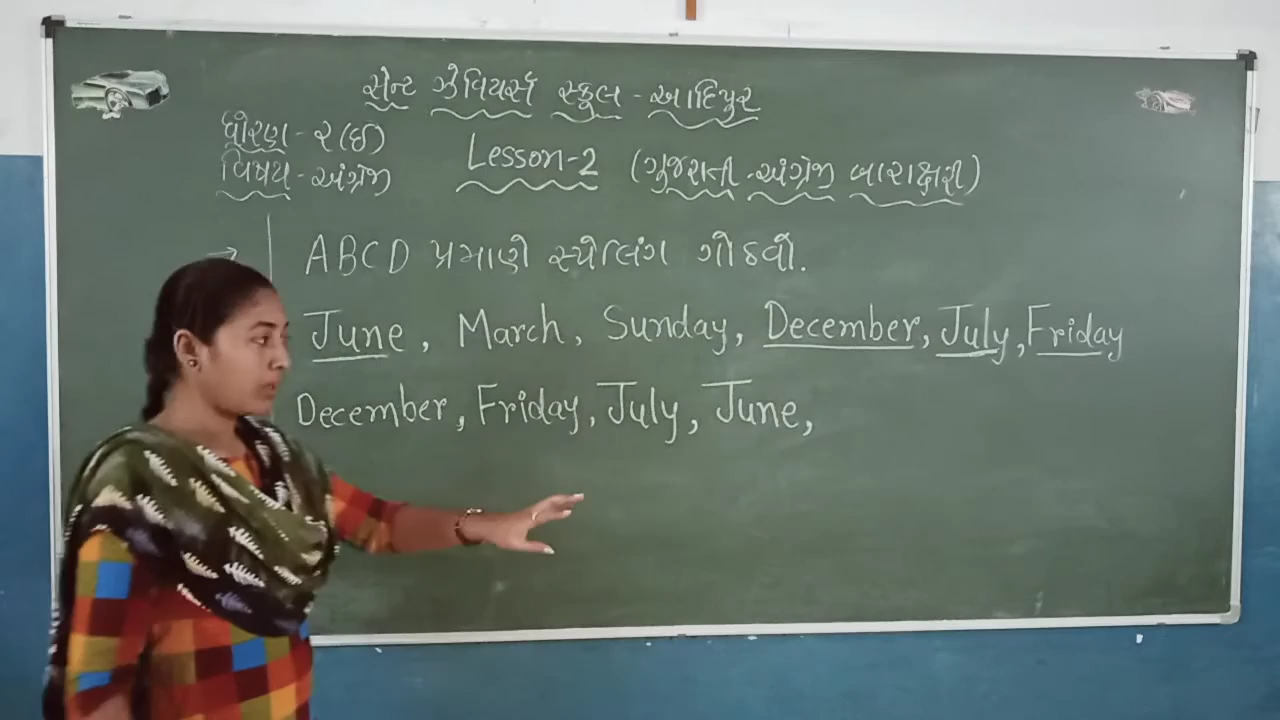 સેન્ટ ઝેવિયર્સ સ્કુલ - આદિપુર
ધોરણ - ૨ (ઈ)
વિષય - અંગ્રેજી
Lesson-2 (ગુજરાતી - અંગ્રેજી બારાક્ષરી)
→ ABCD પ્રમાણે સ્પેલિંગ ગોઠવો.
June, March, Sunday, December, July, Friday
December, Friday, July, June,